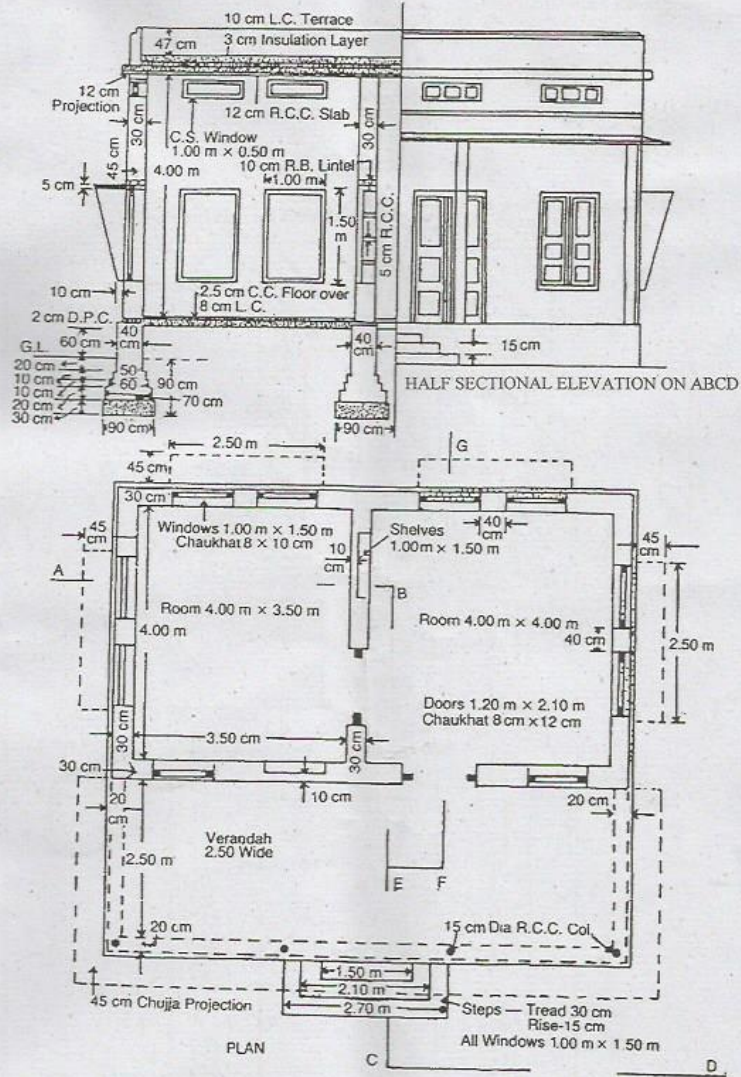 10 cm L.C. Terrace
3 cm Insulation Layer
47 cm
12 cm
Projection
30 cm
12 cm R.C.C. Slab
C.S. Window
1.00 m × 0.50 m
30 cm
45 cm
4.00 m
10 cm R.B. Lintel
1.00 m
5 cm
1.50
m
5 cm R.C.C.
10 cm
2.5 cm C.C. Floor over
8 cm L. C.
2 cm D.P.C.
40
cm
40
cm
60 cm
G.L.
15 cm
20 cm
10 cm
10 cm
20 cm
30 cm
50
60
90 cm
70 cm
90 cm
90 cm
HALF SECTIONAL ELEVATION ON ABCD
2.50 m
G
45 cm
30 cm
Windows 1.00 m × 1.50 m
Chaukhat 8 × 10 cm
40
cm
Shelves
1.00 m × 1.50 m
10
cm
45
cm
45
cm
A
B
Room 4.00 m × 3.50 m
Room 4.00 m × 4.00 m
4.00 m
40 cm
2.50 m
Doors 1.20 m × 2.10 m
Chaukhat 8 cm × 12 cm
30 cm
3.50 m
30 cm
30 cm
10 cm
20
cm
20 cm
Verandah
2.50 Wide
2.50 m
E
F
20 cm
15 cm Dia R.C.C. Col.
1.50 m
2.10 m
2.70 m
45 cm Chujja Projection
Steps — Tread 30 cm
Rise-15 cm
All Windows 1.00 m × 1.50 m
PLAN
C
D